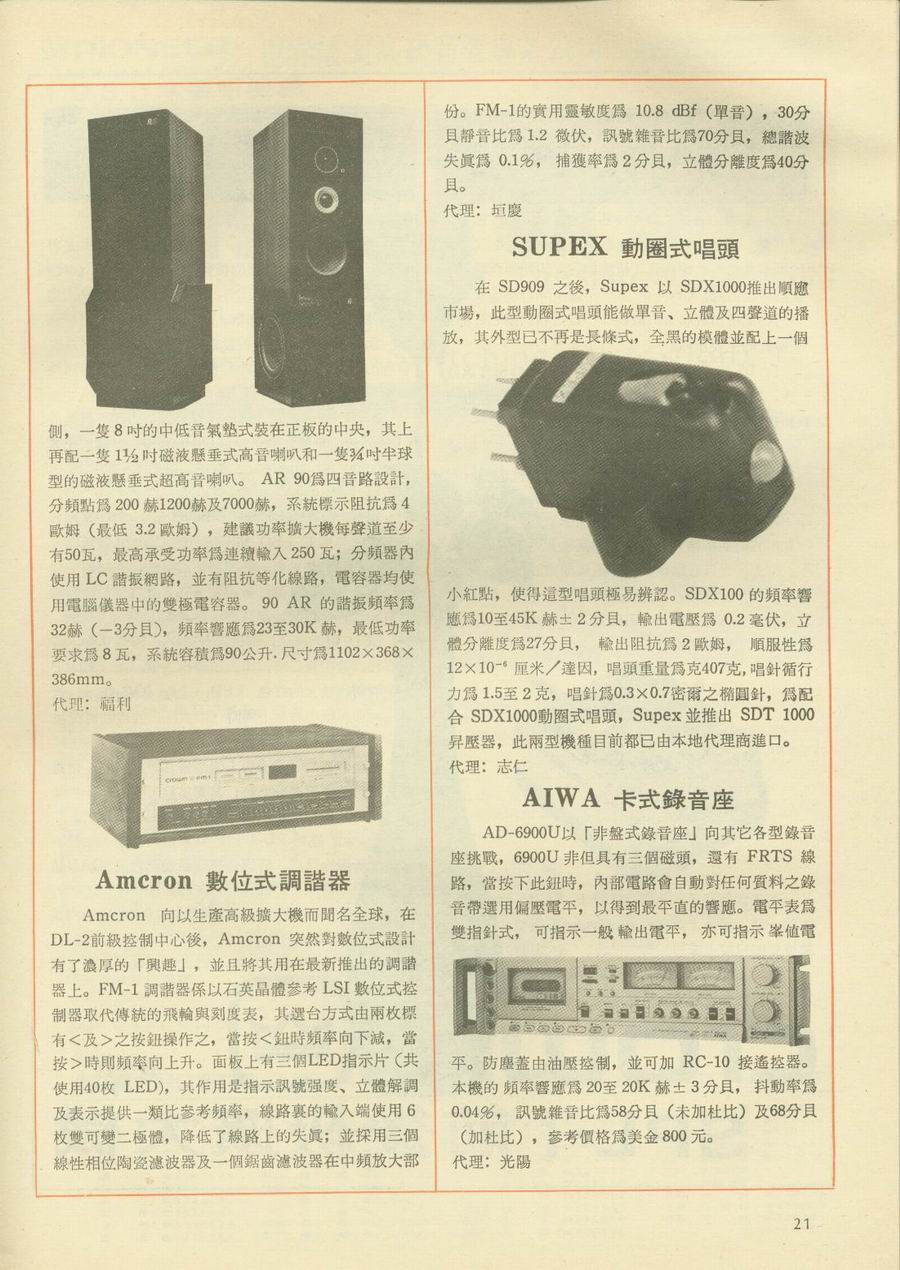 側，一隻 8 吋的中低音氣墊式裝在正板的中央，其上
再配一隻 1½ 吋磁液懸垂式高音喇叭和一隻¾吋半球
型的磁液懸垂式超高音喇叭。 AR 90爲四音路設計，
分頻點爲 200 赫1200赫及7000赫，系統標示阻抗爲 4
歐姆（最低 3.2 歐姆），建議功率擴大機每聲道至少
有50瓦，最高承受功率爲連續輸入 250 瓦；分頻器內
使用 LC 諧振網路，並有阻抗等化線路，電容器均使
用電腦儀器中的雙極電容器。 90 AR 的諧振頻率爲
32赫（－3分貝），頻率響應爲23至30K 赫，最低功率
要求爲 8 瓦，系統容積爲90公升.尺寸爲1102×368×
386mm。
代理：福利
crown FM1
Amcron 數位式調諧器
Amcron 向以生產高級擴大機而聞名全球，在
DL-2前級控制中心後，Amcron 突然對數位式設計
有了濃厚的「興趣」，並且將其用在最新推出的調諧
器上。FM-1 調諧器係以石英晶體參考 LSI 數位式控
制器取代傳統的飛輪與刻度表，其選台方式由兩枚標
有＜及＞之按鈕操作之，當按＜鈕時頻率向下減，當
按＞時則頻率向上升。面板上有三個LED指示片（共
使用40枚 LED），其作用是指示訊號强度、立體解調
及表示提供一類比參考頻率，線路裏的輸入端使用 6
枚雙可變二極體，降低了線路上的失眞；並採用三個
線性相位陶瓷濾波器及一個鋸齒濾波器在中頻放大部
份。FM-1的實用靈敏度爲 10.8 dBf（單音），30分
貝靜音比爲 1.2 微伏，訊號雜音比爲70分貝，總諧波
失眞爲 0.1%， 捕獲率爲 2 分貝，立體分離度爲40分
貝。
代理：垣慶
SUPEX 動圈式唱頭
在 SD909 之後，Supex 以 SDX1000推出順應
市場，此型動圈式唱頭能做單音、立體及四聲道的播
放，其外型已不再是長條式，全黑的模體並配上一個
小紅點，使得這型唱頭極易辨認。SDX100 的頻率響
應爲10至45K 赫± 2 分貝，輸出電壓爲 0.2 毫伏，立
體分離度爲27分貝， 輸出阻抗爲 2 歐姆， 順服性爲
12×10⁻⁶ 厘米／達因，唱頭重量爲克407克，唱針循行
力爲 1.5至 2 克，唱針爲0.3×0.7密爾之橢圓針，爲配
合 SDX1000動圈式唱頭，Supex 並推出 SDT 1000
昇壓器，此兩型機種目前都已由本地代理商進口。
代理：志仁
AIWA 卡式錄音座
AD-6900U以「非盤式錄音座」向其它各型錄音
座挑戰，6900U 非但具有三個磁頭，還有 FRTS 線
路，當按下此鈕時，內部電路會自動對任何質料之錄
音帶選用偏壓電平，以得到最平直的響應。電平表爲
雙指針式， 可指示一般輸出電平， 亦可指示峯值電
AIWA
平。防塵蓋由油壓控制，並可加 RC-10 接遙控器。
本機的 頻率響應爲 20至 20K 赫± 3 分貝， 抖動率爲
0.04%， 訊號雜音比爲58分貝（未加杜比）及68分貝
（加杜比），參考價格爲美金 800 元。
代理：光陽
21